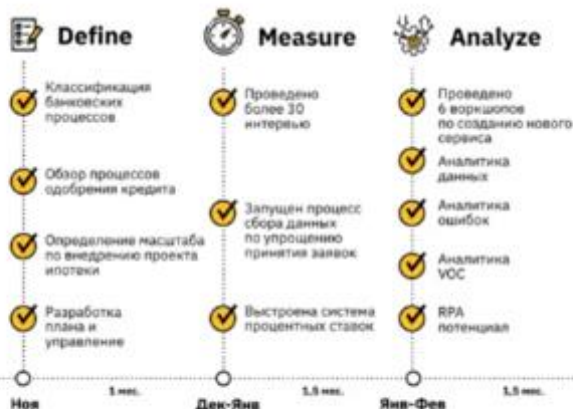 Define
Классификация
банковских
процессов
Обзор процессов
одобрения кредита
Определение масштаба
по внедрению проекта
ипотеки
Разработка
плана и
управление
Measure
Проведено
более 30
интервью
Запущен процесс
сбора данных
по упрощению
принятия заявок
Выстроена система
процентных ставок
Analyze
Проведено
6 воркшопов
по созданию нового
сервиса
Аналитика
данных
Аналитика
ошибок
Аналитика
VOC
RPA
потенциал
1 мес.
1,5 мес.
1,5 мес.
Ноя
Дек-Янв
Янв-Фев